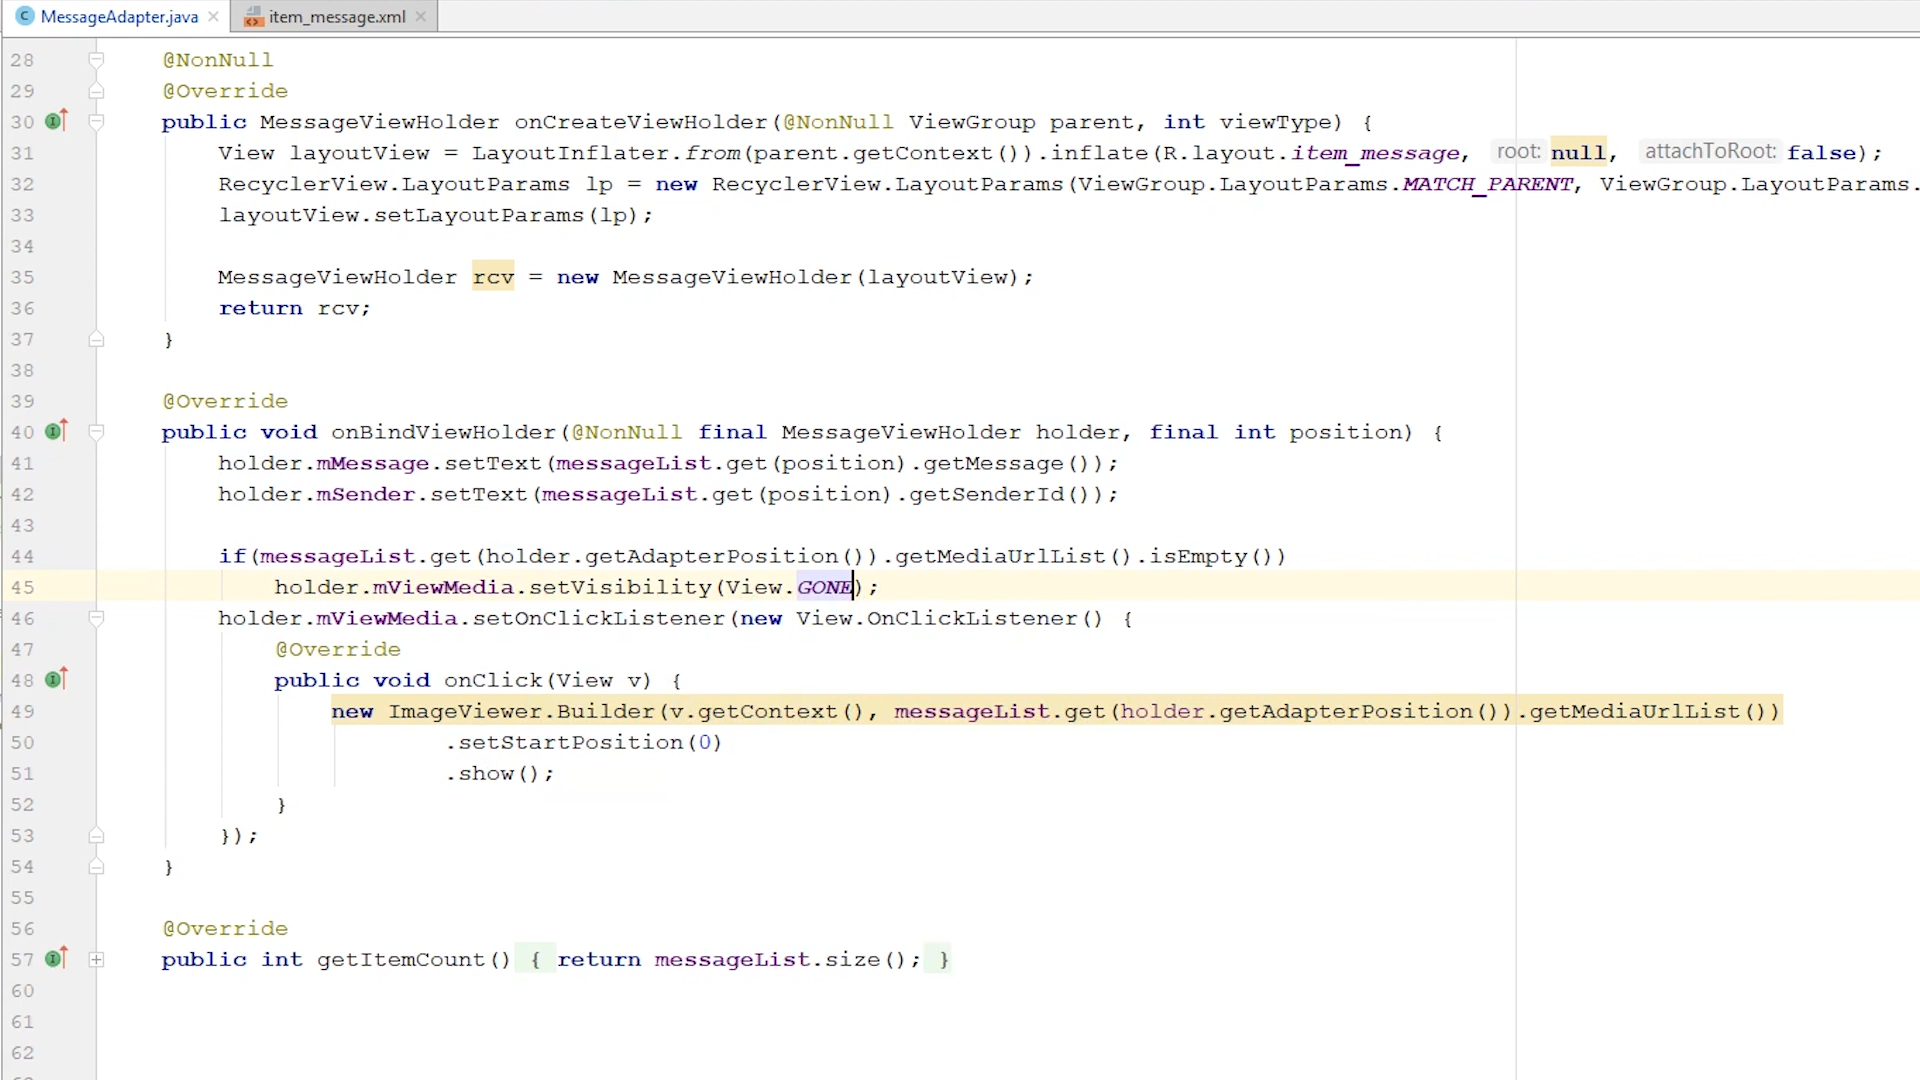 MessageAdapter.java item_message.xml
28 @NonNull
29 @Override
30 public MessageViewHolder onCreateViewHolder(@NonNull ViewGroup parent, int viewType) {
31 View layoutView = LayoutInflater.from(parent.getContext()).inflate(R.layout.item_message, root: null, attachToRoot: false);
32 RecyclerView.LayoutParams lp = new RecyclerView.LayoutParams(ViewGroup.LayoutParams.MATCH_PARENT, ViewGroup.LayoutParams.
33 layoutView.setLayoutParams(lp);
34
35 MessageViewHolder rcv = new MessageViewHolder(layoutView);
36 return rcv;
37 }
38
39 @Override
40 public void onBindViewHolder(@NonNull final MessageViewHolder holder, final int position) {
41 holder.mMessage.setText(messageList.get(position).getMessage());
42 holder.mSender.setText(messageList.get(position).getSenderId());
43
44 if(messageList.get(holder.getAdapterPosition()).getMediaUrlList().isEmpty())
45 holder.mViewMedia.setVisibility(View.GONE);
46 holder.mViewMedia.setOnClickListener(new View.OnClickListener() {
47 @Override
48 public void onClick(View v) {
49 new ImageViewer.Builder(v.getContext(), messageList.get(holder.getAdapterPosition()).getMediaUrlList())
50 .setStartPosition(0)
51 .show();
52 }
53 });
54 }
55
56 @Override
57 public int getItemCount() { return messageList.size(); }
60
61
62